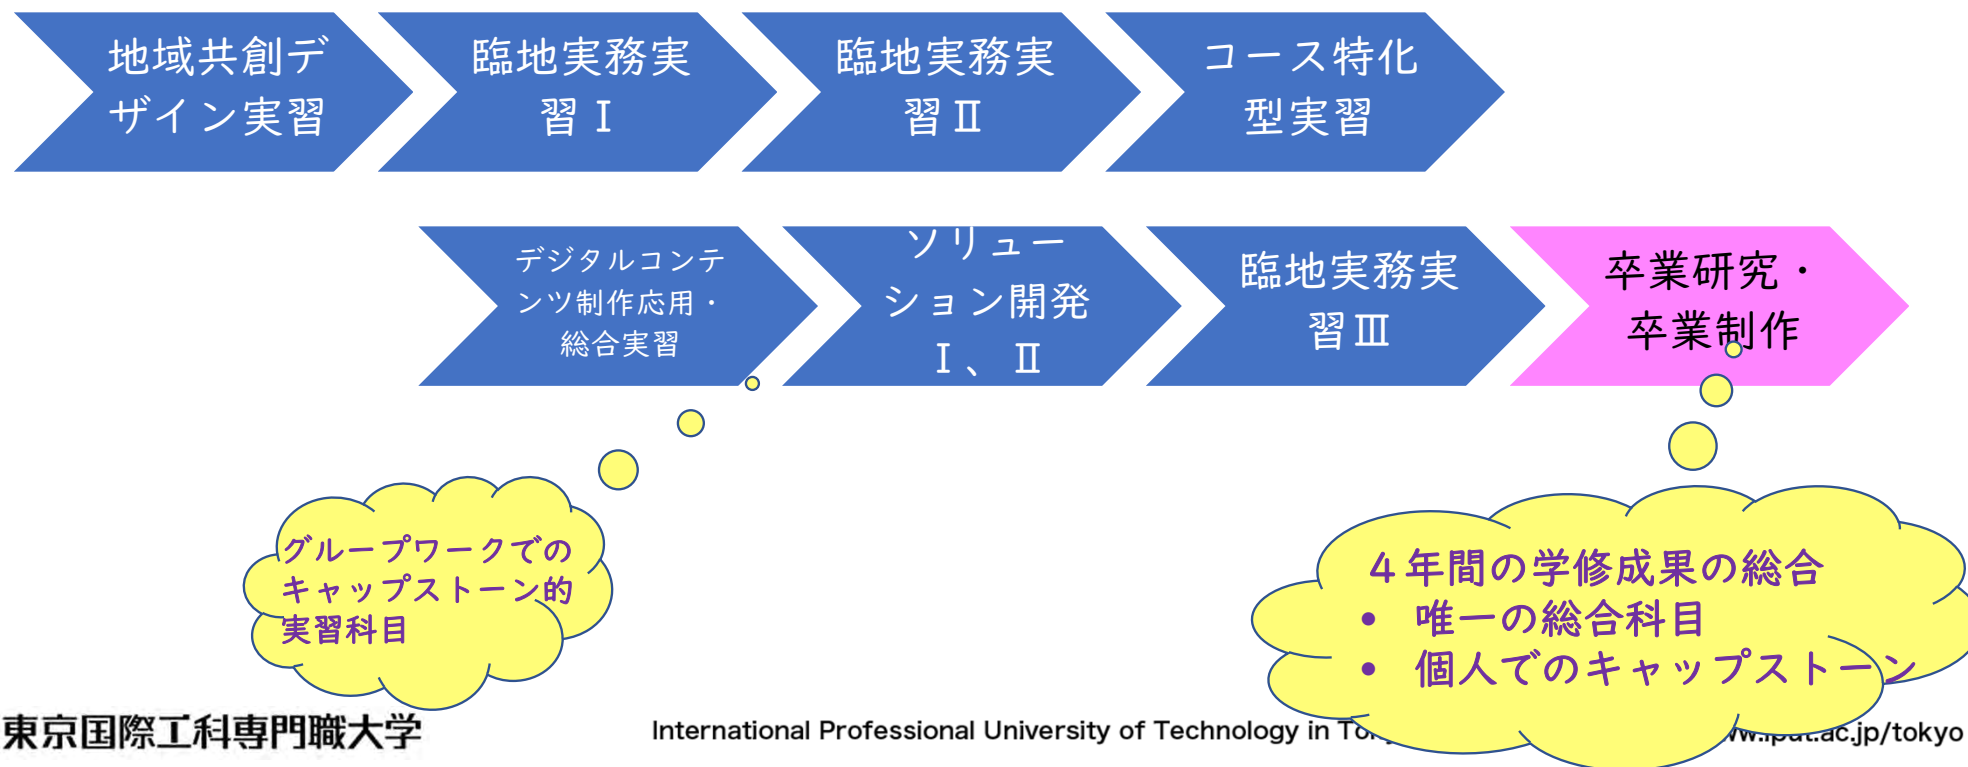 地域共創デ
ザイン実習
臨地実務実
習Ⅰ
臨地実務実
習Ⅱ
コース特化
型実習
デジタルコンテ
ンツ制作応用・
総合実習
ソリュー
ション開発
Ⅰ、Ⅱ
臨地実務実
習Ⅲ
卒業研究・
卒業制作
グループワークでの
キャップストーン的
実習科目
４年間の学修成果の総合
• 唯一の総合科目
• 個人でのキャップストーン
東京国際工科専門職大学
International Professional University of Technology in
.ac.jp/tokyo